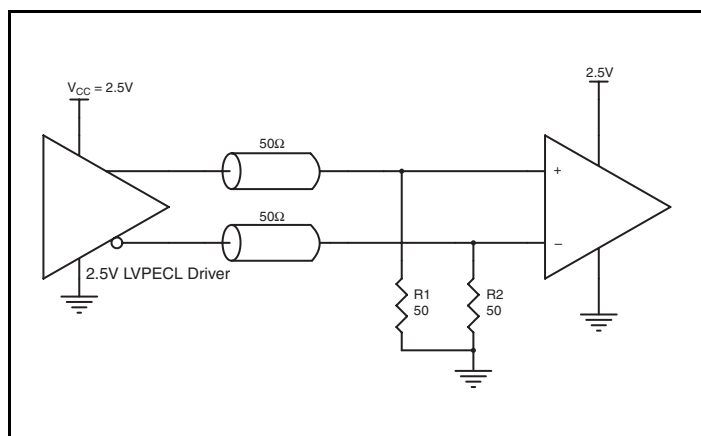 V_CC = 2.5V
2.5V
50Ω
+
50Ω
–
2.5V LVPECL Driver
R1
50
R2
50